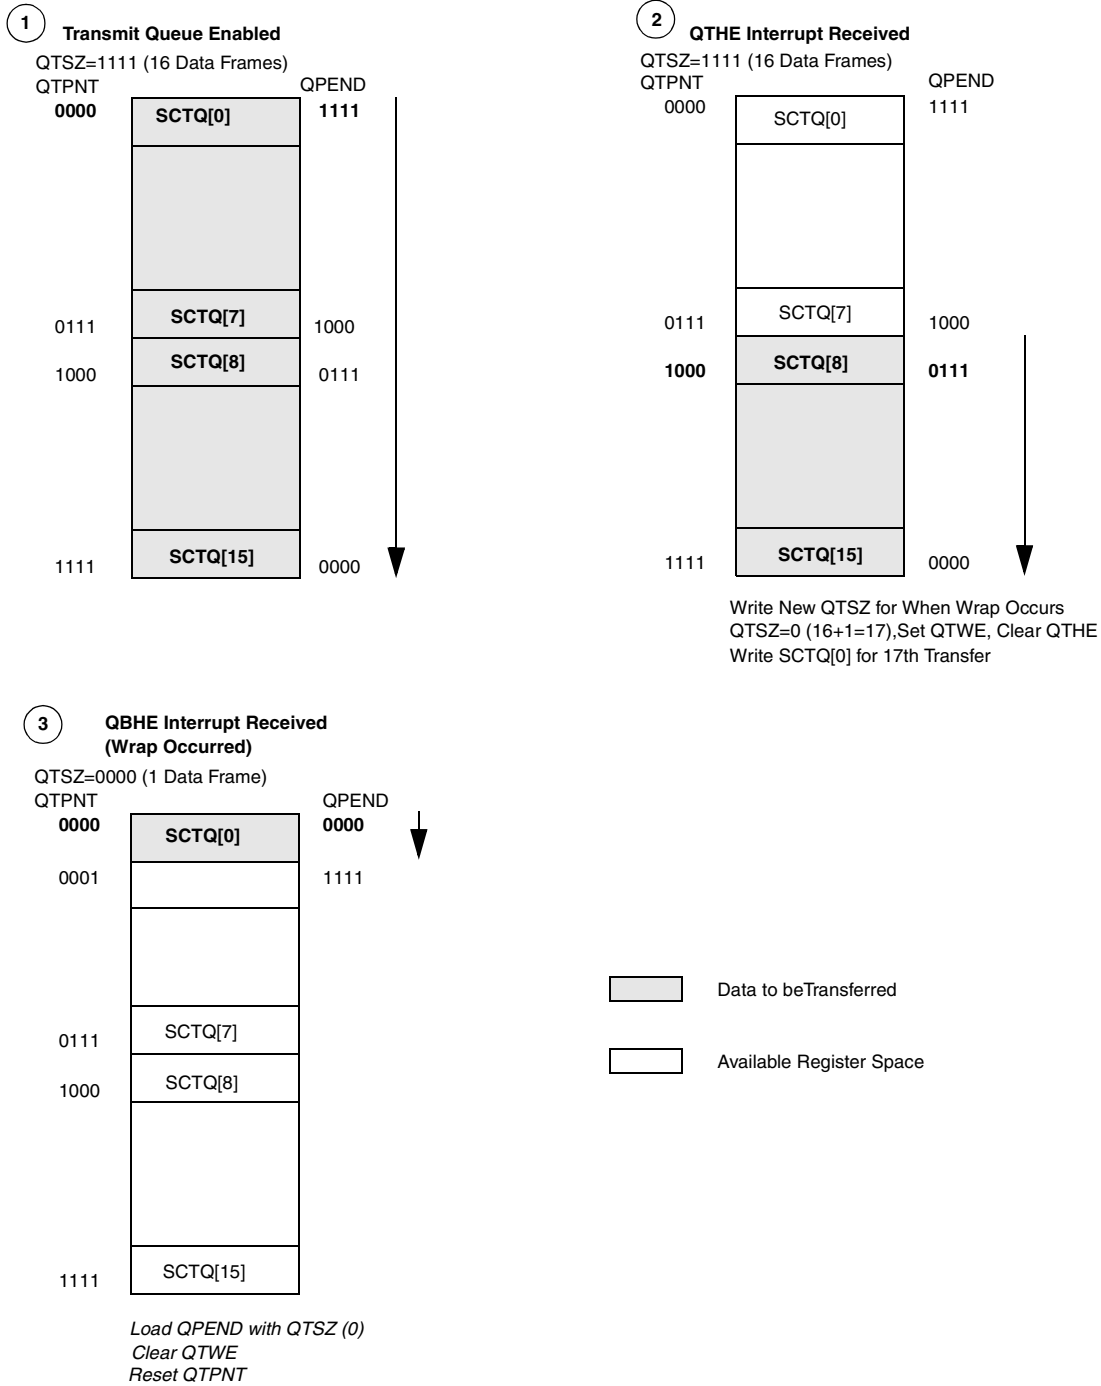 1
Transmit Queue Enabled
QTSZ=1111 (16 Data Frames)
QTPNT QPEND
0000 SCTQ[0] 1111
0111 SCTQ[7] 1000
1000 SCTQ[8] 0111
1111 SCTQ[15] 0000
2
QTHE Interrupt Received
QTSZ=1111 (16 Data Frames)
QTPNT QPEND
0000 SCTQ[0] 1111
0111 SCTQ[7] 1000
1000 SCTQ[8] 0111
1111 SCTQ[15] 0000
Write New QTSZ for When Wrap Occurs
QTSZ=0 (16+1=17),Set QTWE, Clear QTHE
Write SCTQ[0] for 17th Transfer
3
QBHE Interrupt Received
(Wrap Occurred)
QTSZ=0000 (1 Data Frame)
QTPNT QPEND
0000 SCTQ[0] 0000
0001 1111
0111 SCTQ[7]
1000 SCTQ[8]
1111 SCTQ[15]
Load QPEND with QTSZ (0)
Clear QTWE
Reset QTPNT
Data to beTransferred
Available Register Space